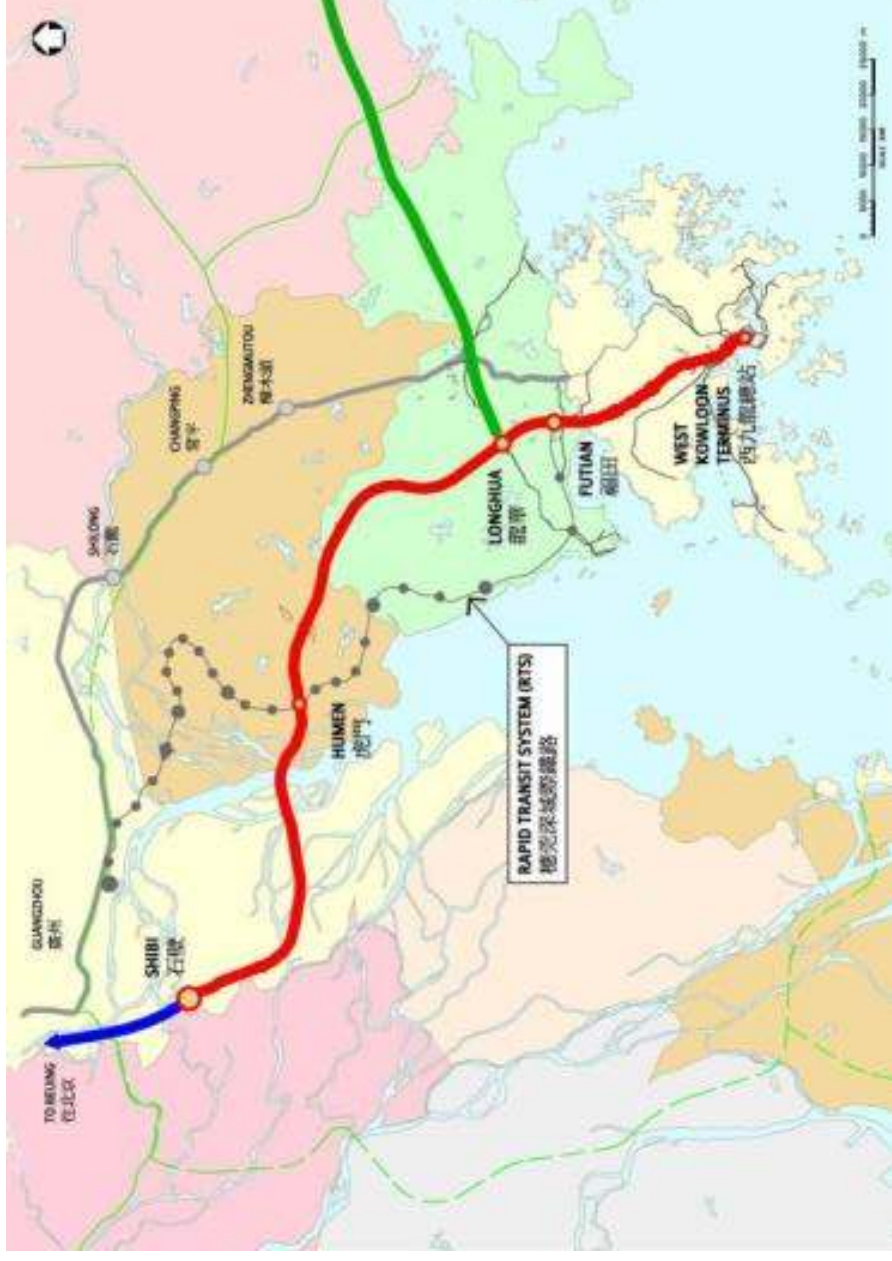 TO BEIJING
往北京
GUANGZHOU
廣州
SHIBI
石壁
SHILONG
石龍
CHANGPING
常平
ZHENGMUTOU
樟木頭
HUMEN
虎門
LONGHUA
龍華
FUTIAN
福田
WEST
KOWLOON
TERMINUS
西九龍總站
RAPID TRANSIT SYSTEM (RTS)
穗莞深城際鐵路
0